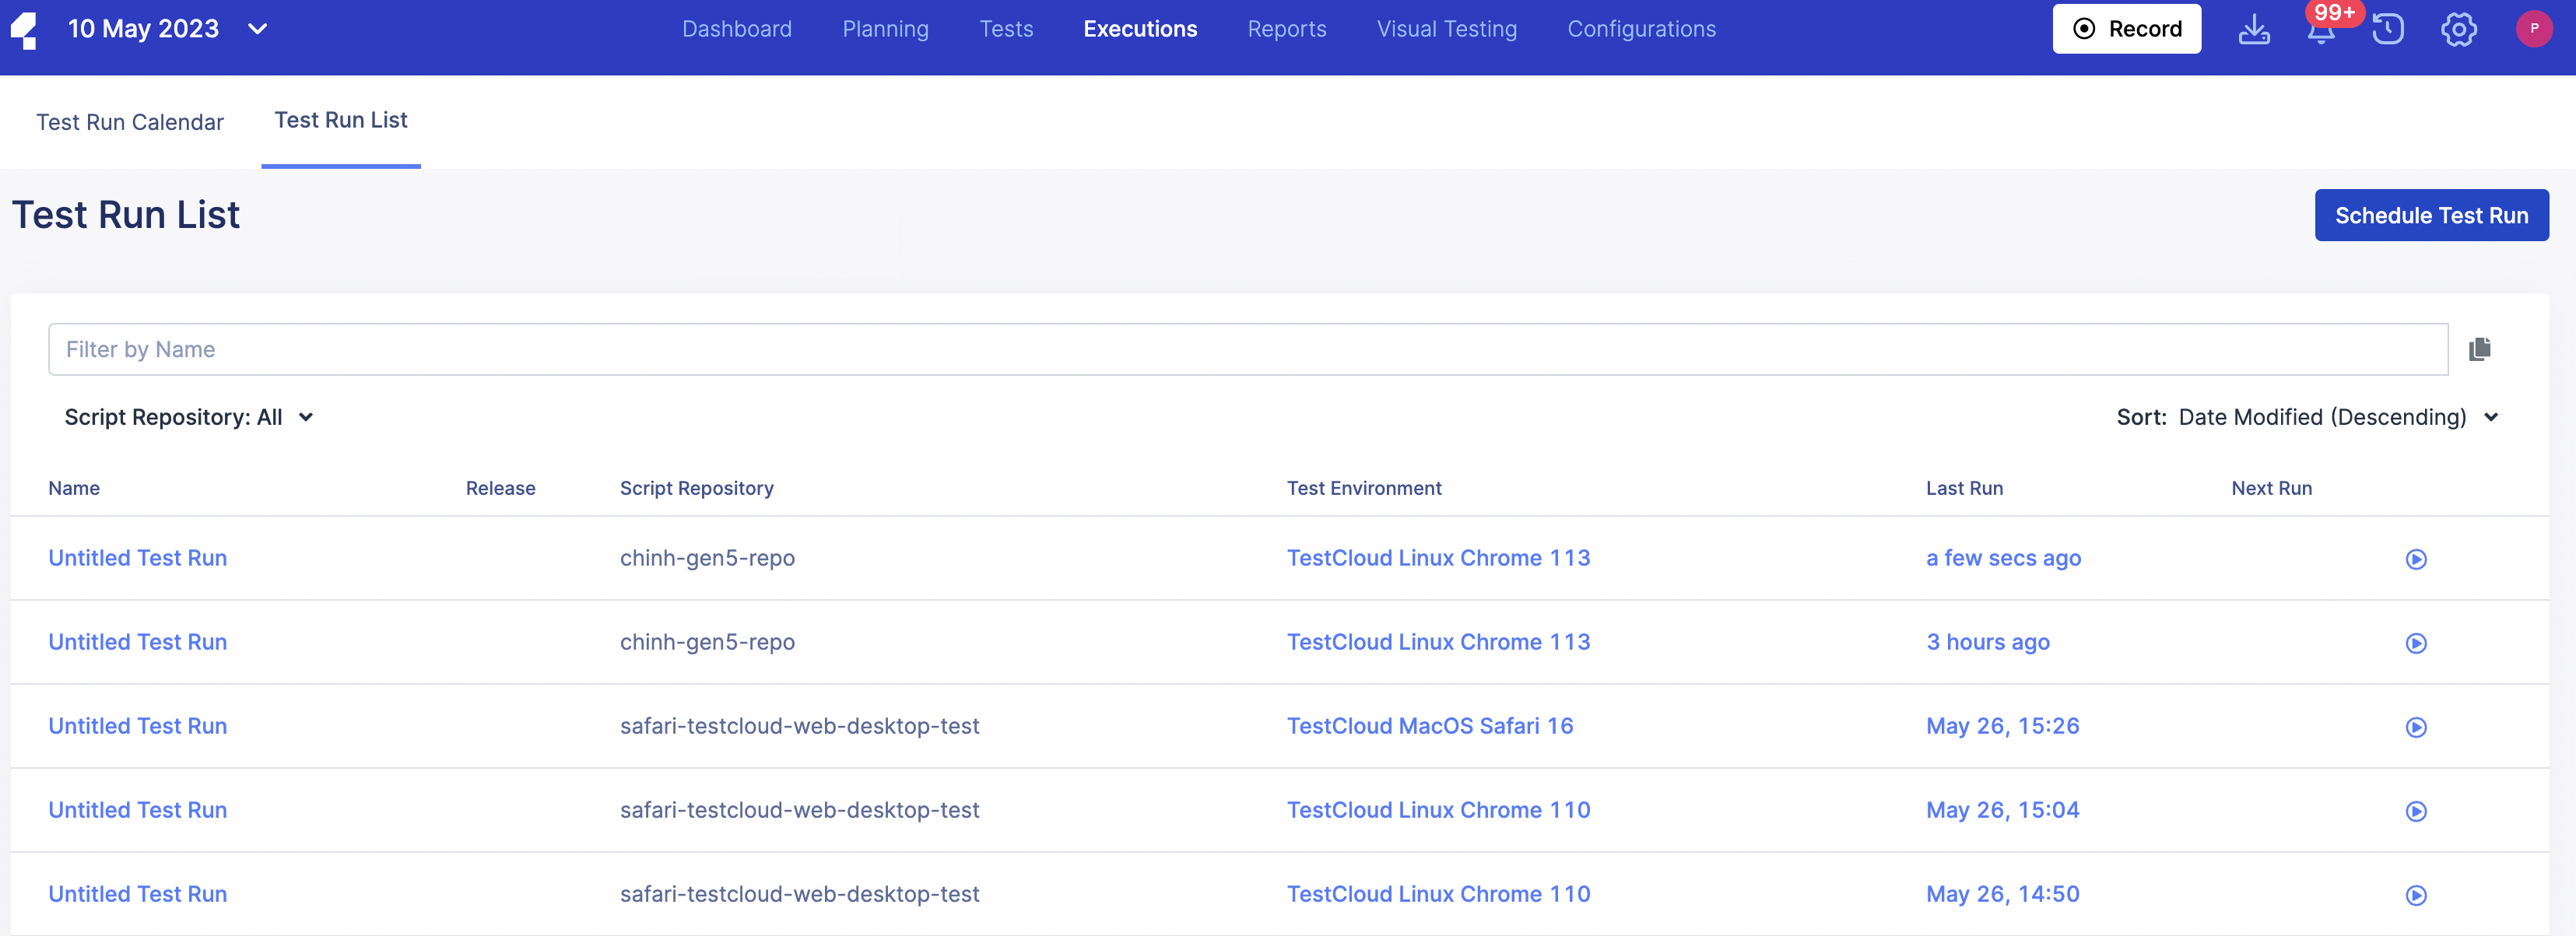 10 May 2023
Dashboard Planning Tests Executions Reports Visual Testing Configurations
Record
99+
P
Test Run Calendar Test Run List
Test Run List
Schedule Test Run
Filter by Name
Script Repository: All
Sort: Date Modified (Descending)
Name Release Script Repository Test Environment Last Run Next Run
Untitled Test Run chinh-gen5-repo TestCloud Linux Chrome 113 a few secs ago
Untitled Test Run chinh-gen5-repo TestCloud Linux Chrome 113 3 hours ago
Untitled Test Run safari-testcloud-web-desktop-test TestCloud MacOS Safari 16 May 26, 15:26
Untitled Test Run safari-testcloud-web-desktop-test TestCloud Linux Chrome 110 May 26, 15:04
Untitled Test Run safari-testcloud-web-desktop-test TestCloud Linux Chrome 110 May 26, 14:50